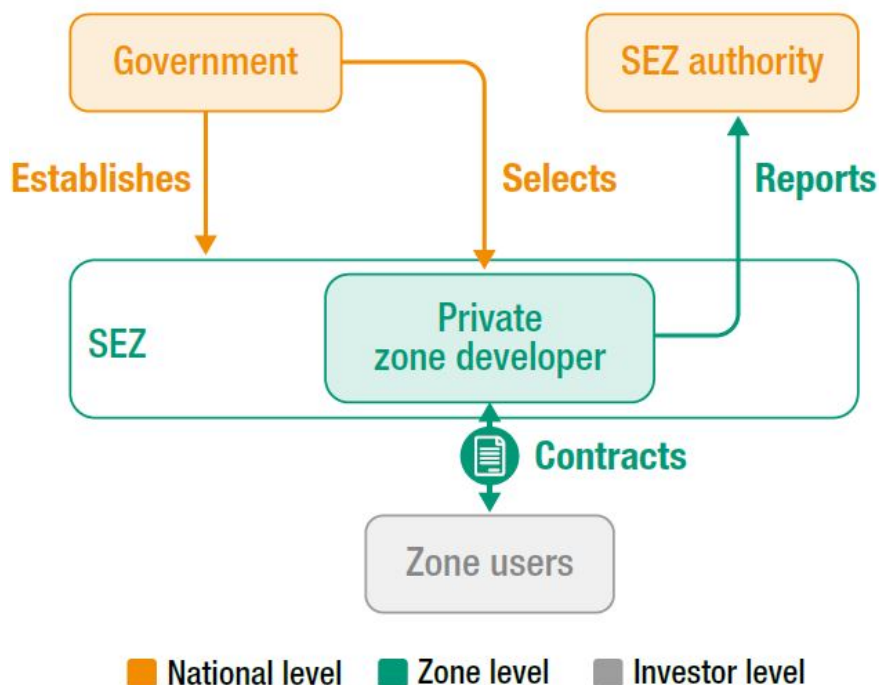 Government
SEZ authority
Establishes
Selects
Reports
SEZ
Private
zone developer
Contracts
Zone users
National level
Zone level
Investor level